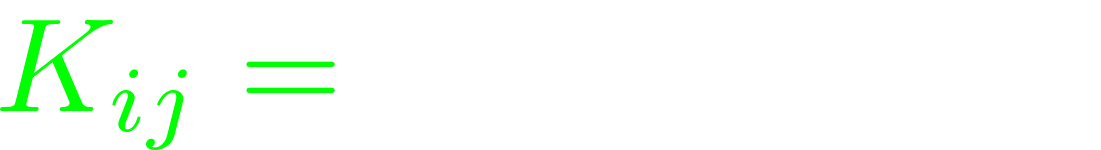 K_{ij} =